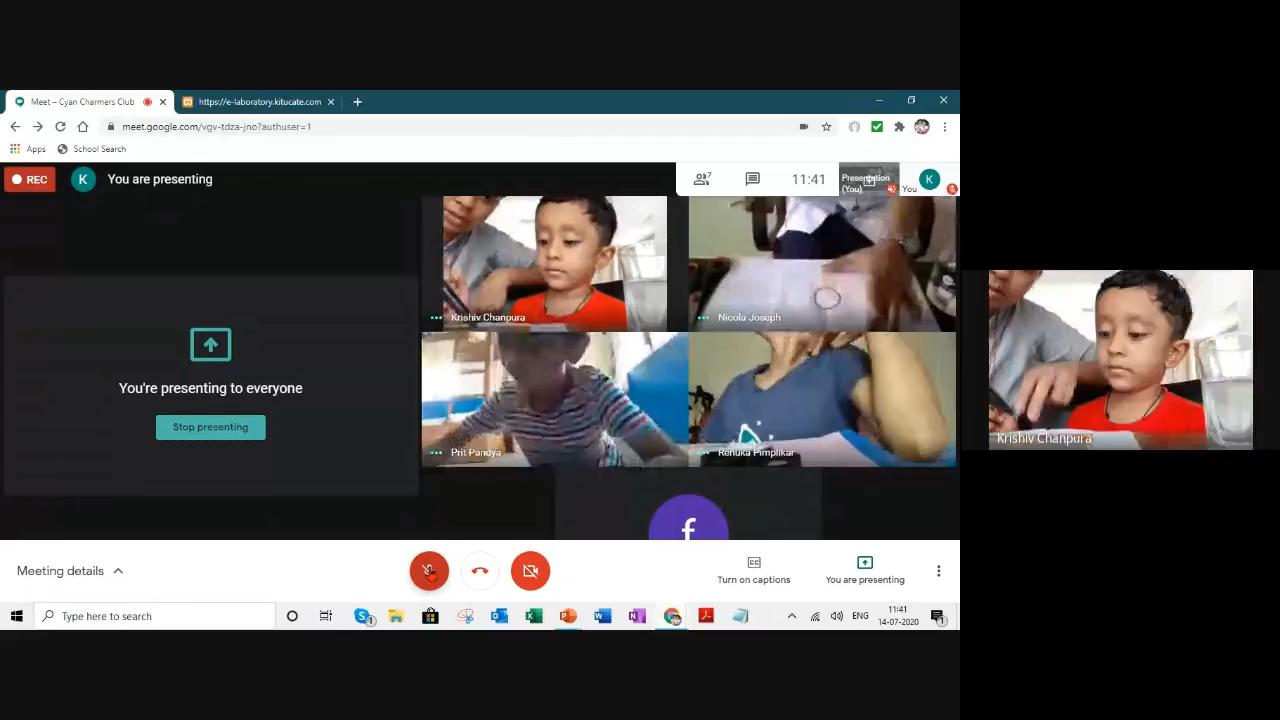 Meet – Cyan Charmers Club
https://e-laboratory.kitucate.com
meet.google.com/vgv-tdza-jno?authuser=1
Apps
School Search
REC
K
You are presenting
7
11:41
Presentation
(You)
You
K
Krishiv Chanpura
Nicola Joseph
You're presenting to everyone
Stop presenting
Prit Pandya
Renuka Pimplikar
Krishiv Chanpura
f
Meeting details
CC
Turn on captions
You are presenting
Type here to search
ENG
11:41
14-07-2020